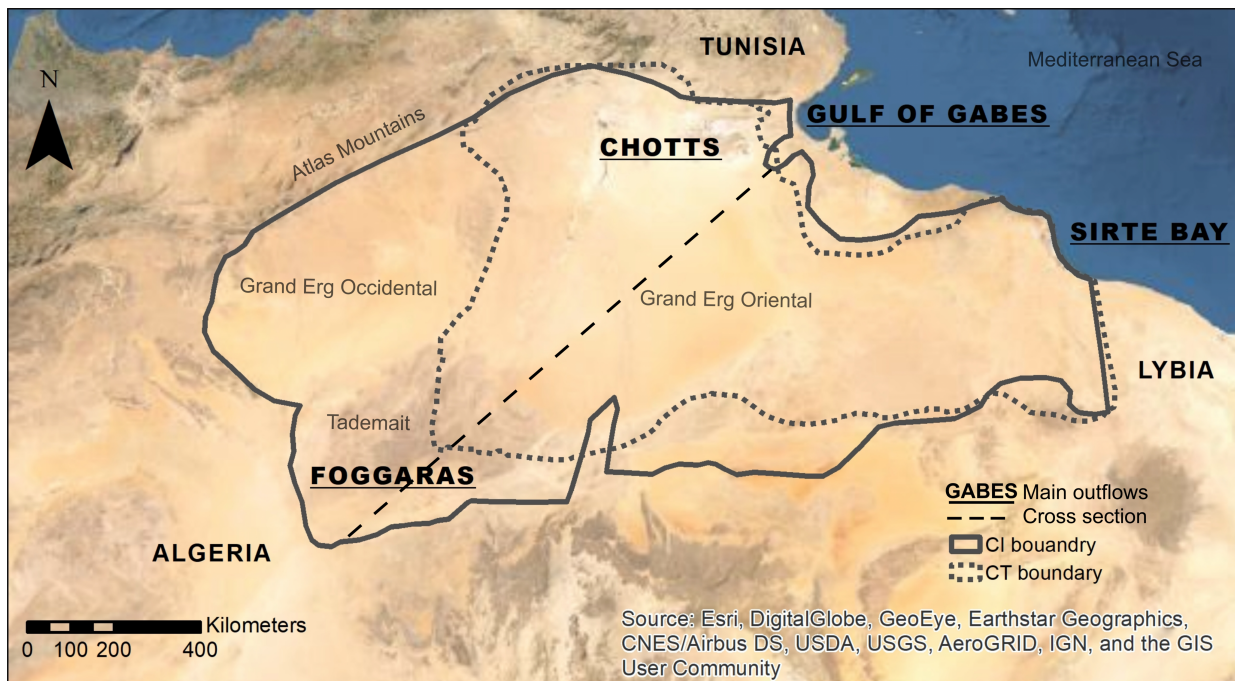 TUNISIA
Mediterranean Sea
N
GULF OF GABES
Atlas Mountains
CHOTTS
SIRTE BAY
Grand Erg Occidental
Grand Erg Oriental
LYBIA
Tademait
FOGGARAS
GABES Main outflows
Cross section
CI bouandry
CT boundary
ALGERIA
Kilometers
0 100 200 400
Source: Esri, DigitalGlobe, GeoEye, Earthstar Geographics,
CNES/Airbus DS, USDA, USGS, AeroGRID, IGN, and the GIS
User Community